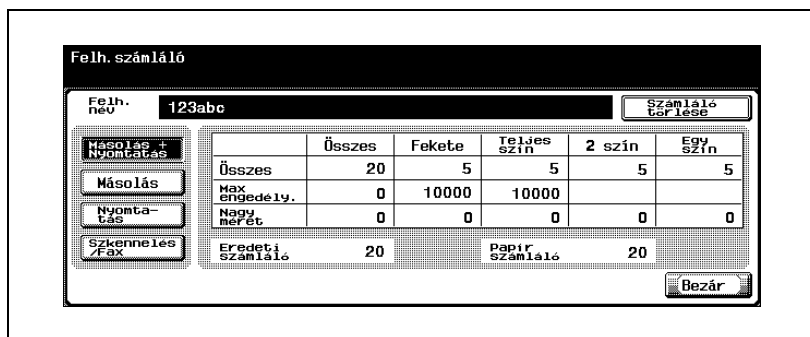 Felh. számláló
Felh. név 123abc Számláló törlése
Másolás + Nyomtatás
Másolás
Nyomta- tás
Szkennelés /Fax
Összes Fekete Teljes szín 2 szín Egy szín
Összes 20 5 5 5 5
Max engedély. 0 10000 10000
Nagy méret 0 0 0 0 0
Eredeti számláló 20 Papír számláló 20
Bezár